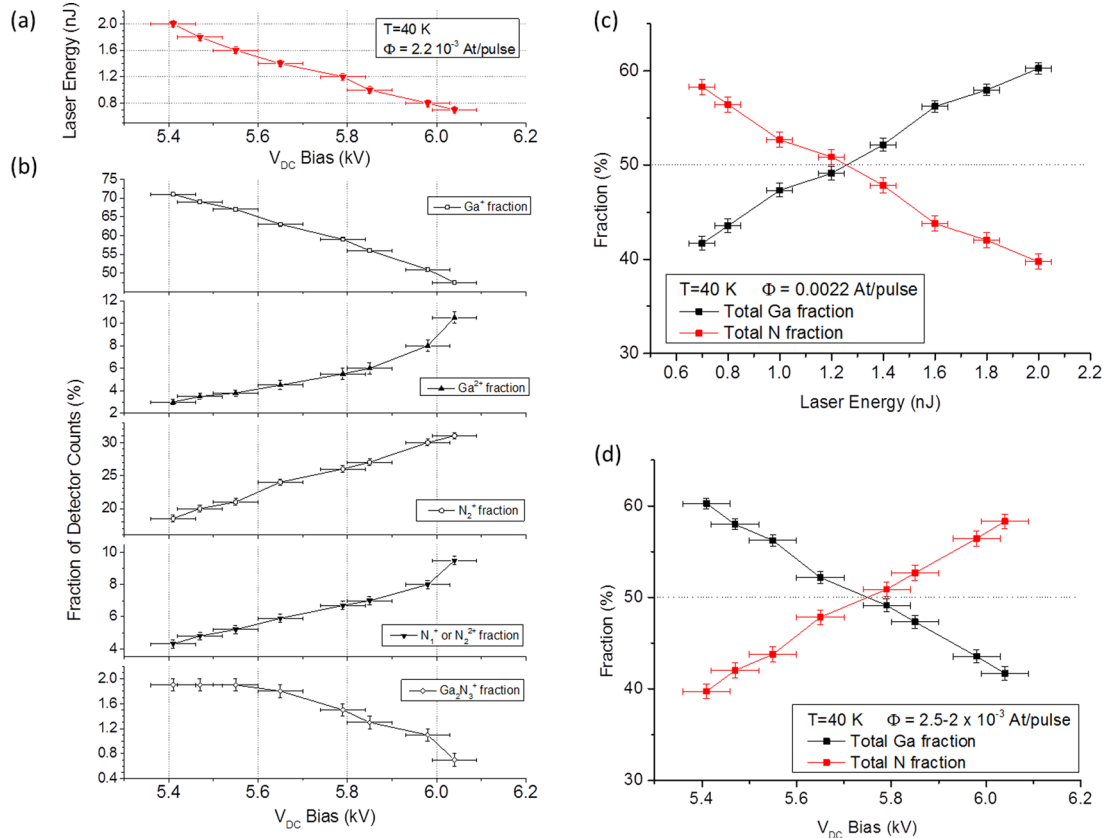 (a)
Laser Energy (nJ)
2.0
1.6
1.2
0.8
T=40 K
Φ = 2.2 10⁻³ At/pulse
5.4 5.6 5.8 6.0 6.2
V_DC Bias (kV)
(b)
Fraction of Detector Counts (%)
75
70
65
60
55
50
Ga⁺ fraction
12
10
8
6
4
2
Ga²⁺ fraction
30
20
N₂⁺ fraction
10
8
6
4
N₁⁺ or N₂²⁺ fraction
2.0
1.6
1.2
0.8
0.4
Ga₂N₃⁺ fraction
5.4 5.6 5.8 6.0 6.2
V_DC Bias (kV)
(c)
Fraction (%)
60
50
40
30
T=40 K Φ = 0.0022 At/pulse
Total Ga fraction
Total N fraction
0.6 0.8 1.0 1.2 1.4 1.6 1.8 2.0
Laser Energy (nJ)
(d)
Fraction (%)
60
50
40
30
T=40 K Φ = 2.5-2 x 10⁻³ At/pulse
Total Ga fraction
Total N fraction
5.4 5.6 5.8 6.0 6.2
V_DC Bias (kV)